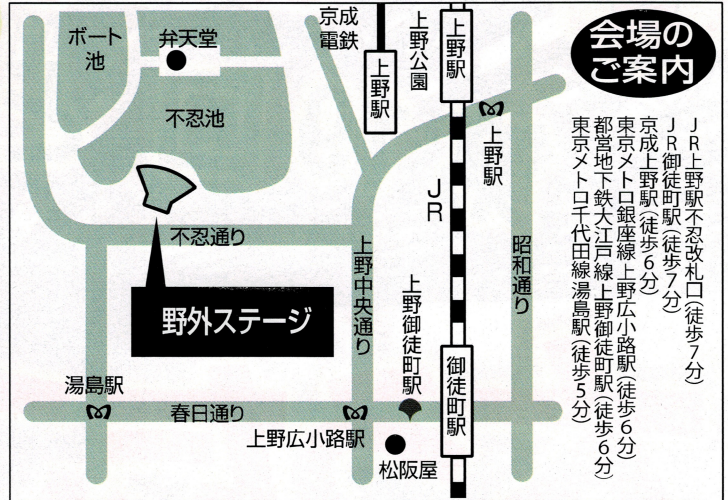 会場の
ご案内
JR上野駅不忍改札口(徒歩7分)
JR御徒町駅(徒歩7分)
京成上野駅(徒歩6分)
東京メトロ銀座線 上野広小路駅(徒歩6分)
都営地下鉄大江戸線 上野御徒町駅(徒歩6分)
東京メトロ千代田線 湯島駅(徒歩5分)
ボート
池
弁天堂
京成
電鉄
上野駅
上野公園
上野駅
上野駅
不忍池
JR
不忍通り
上野中央通り
昭和通り
野外ステージ
上野御徒町駅
御徒町駅
湯島駅
春日通り
上野広小路駅
松阪屋